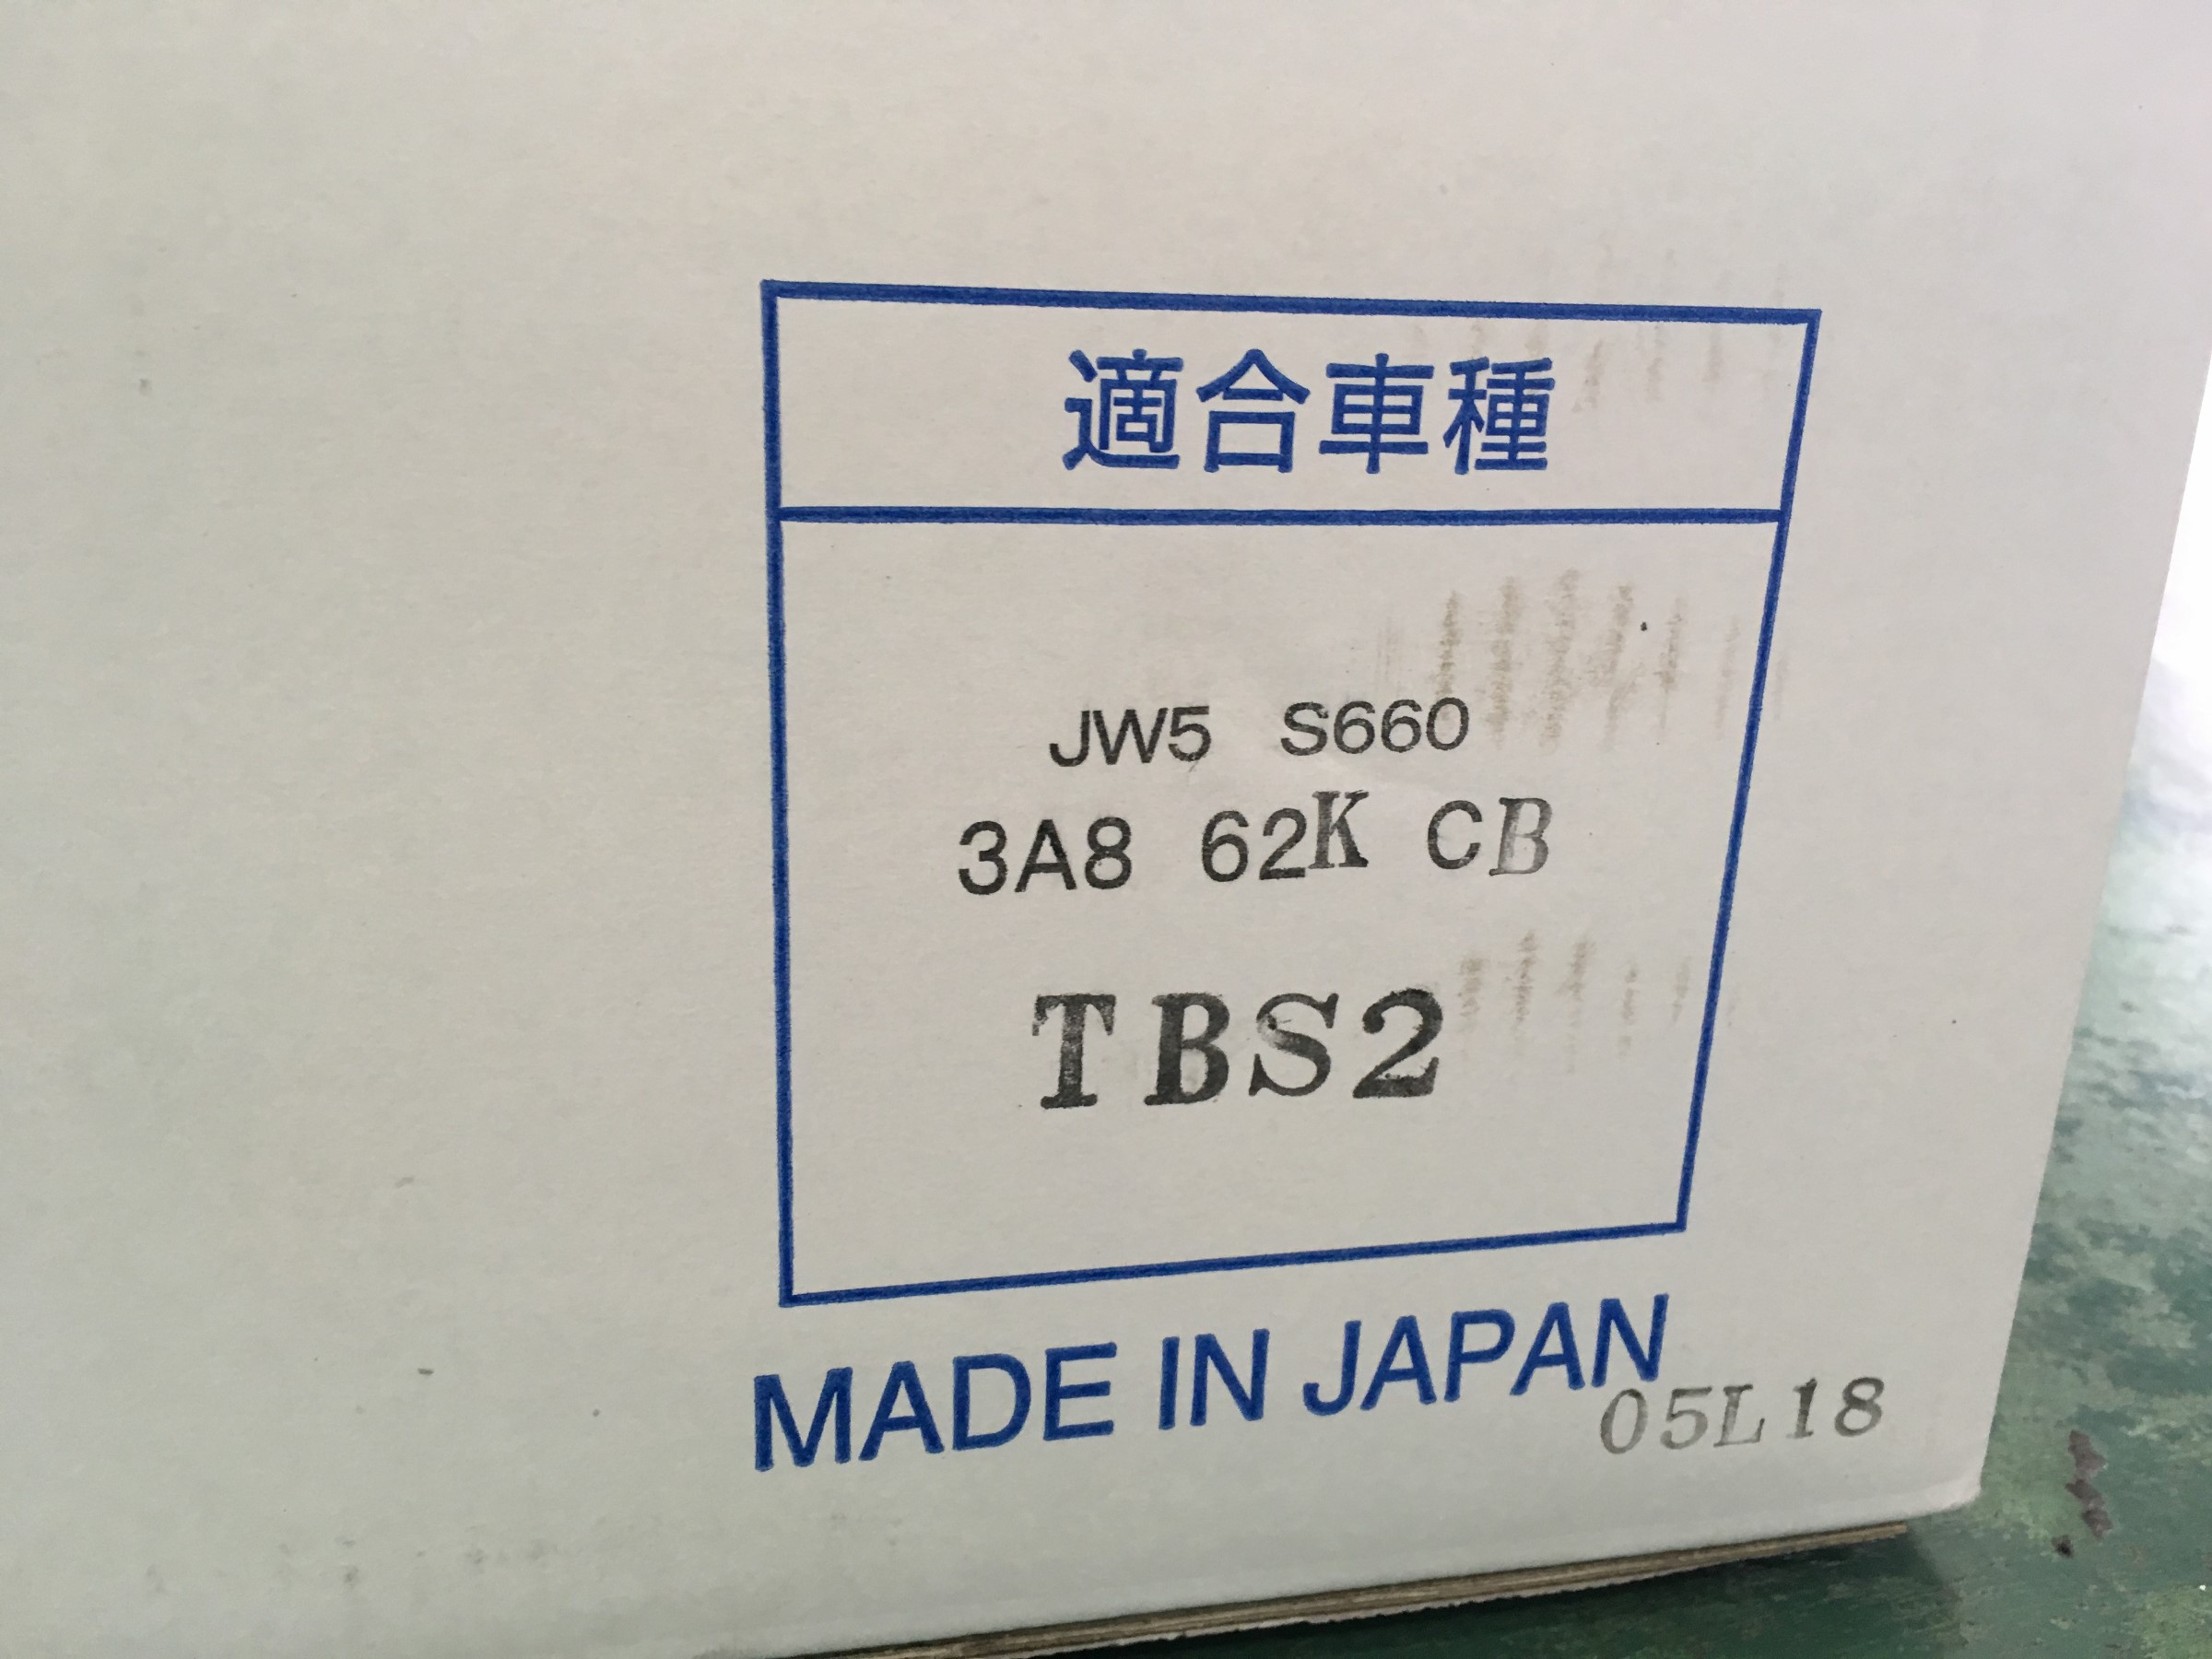 適合車種
JW5 S660
3A8 62K CB
TBS2
MADE IN JAPAN
05L18